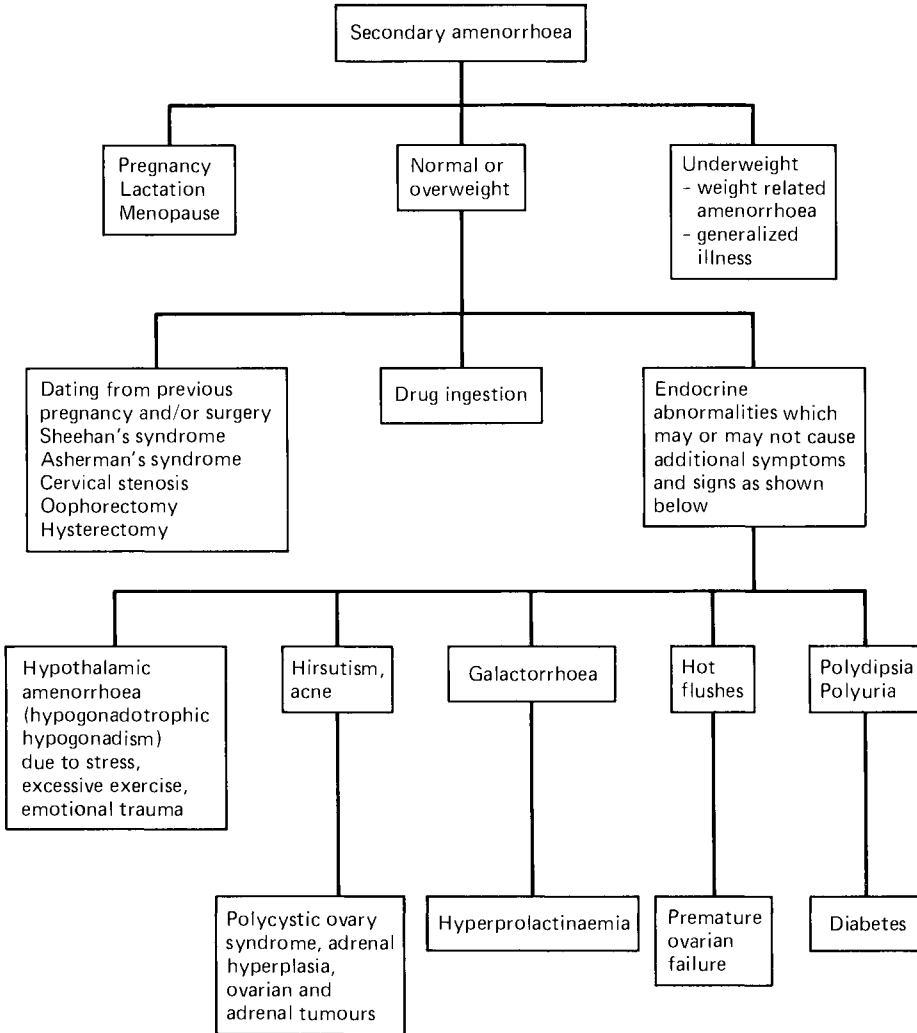 Secondary amenorrhoea
Pregnancy
Lactation
Menopause
Normal or
overweight
Underweight
- weight related
amenorrhoea
- generalized
illness
Dating from previous
pregnancy and/or surgery
Sheehan's syndrome
Asherman's syndrome
Cervical stenosis
Oophorectomy
Hysterectomy
Drug ingestion
Endocrine
abnormalities which
may or may not cause
additional symptoms
and signs as shown
below
Hypothalamic
amenorrhoea
(hypogonadotrophic
hypogonadism)
due to stress,
excessive exercise,
emotional trauma
Hirsutism,
acne
Galactorrhoea
Hot
flushes
Polydipsia
Polyuria
Polycystic ovary
syndrome, adrenal
hyperplasia,
ovarian and
adrenal tumours
Hyperprolactinaemia
Premature
ovarian
failure
Diabetes